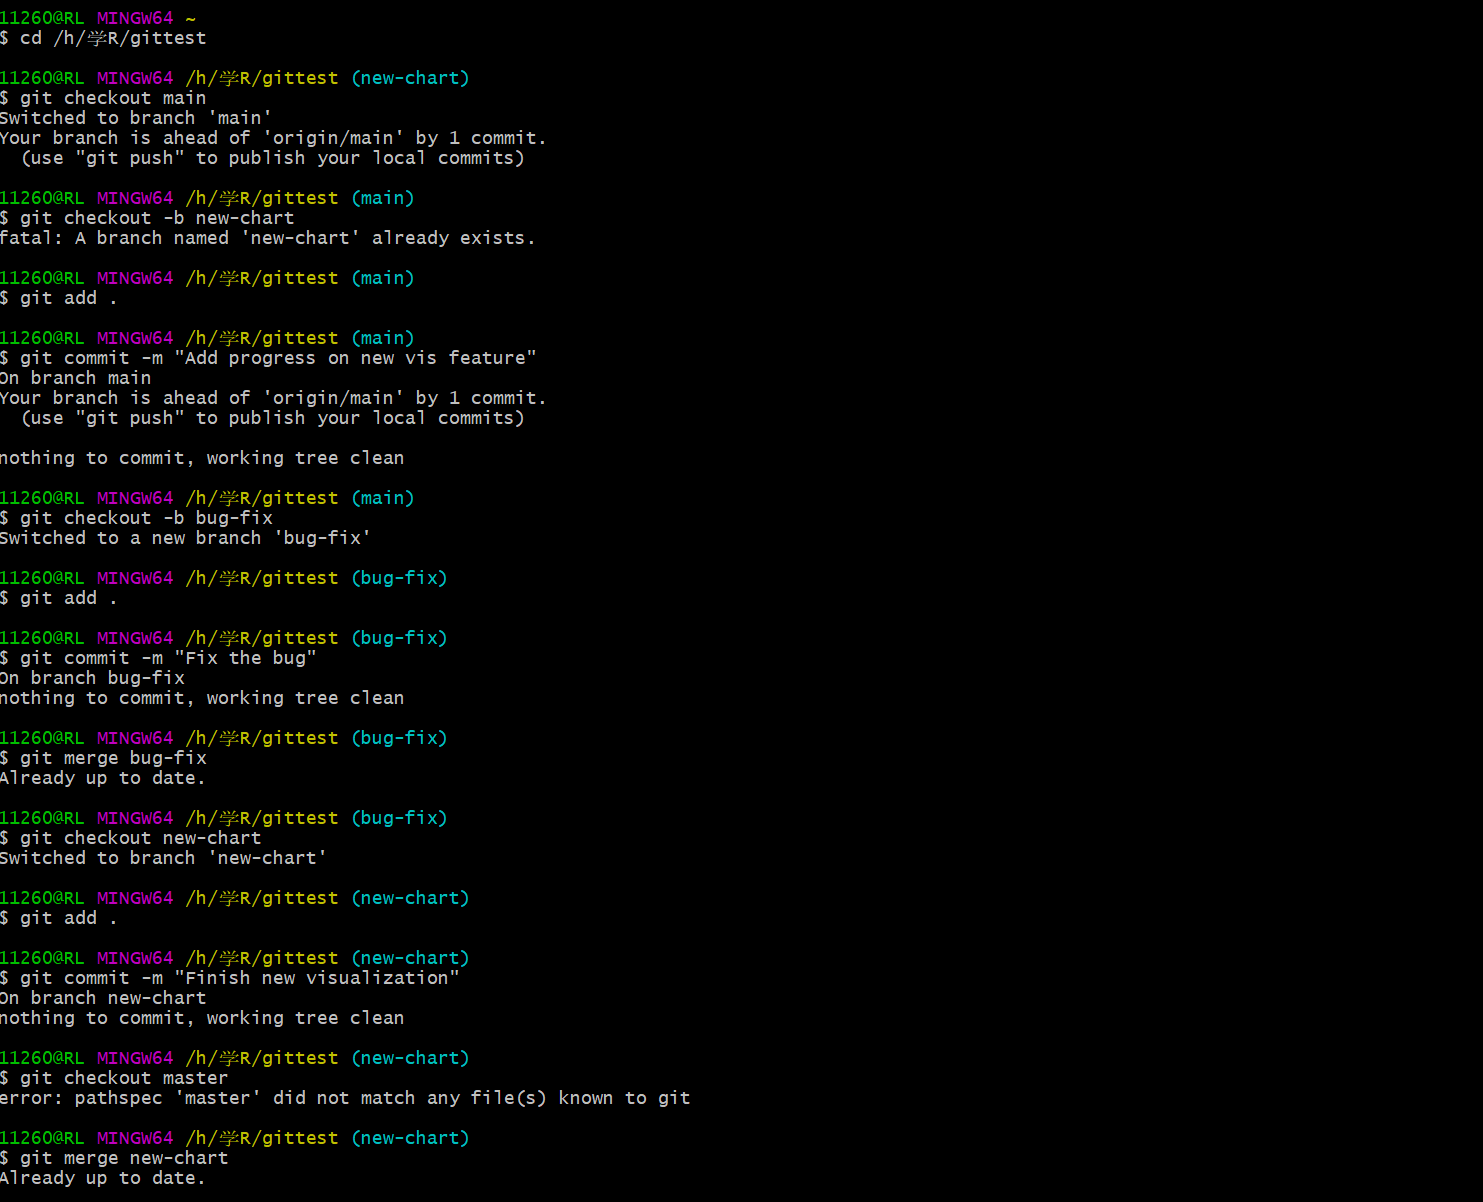 11260@RL MINGW64 ~
$ cd /h/学R/gittest
11260@RL MINGW64 /h/学R/gittest (new-chart)
$ git checkout main
Switched to branch 'main'
Your branch is ahead of 'origin/main' by 1 commit.
(use "git push" to publish your local commits)
11260@RL MINGW64 /h/学R/gittest (main)
$ git checkout -b new-chart
fatal: A branch named 'new-chart' already exists.
11260@RL MINGW64 /h/学R/gittest (main)
$ git add .
11260@RL MINGW64 /h/学R/gittest (main)
$ git commit -m "Add progress on new vis feature"
On branch main
Your branch is ahead of 'origin/main' by 1 commit.
(use "git push" to publish your local commits)
nothing to commit, working tree clean
11260@RL MINGW64 /h/学R/gittest (main)
$ git checkout -b bug-fix
Switched to a new branch 'bug-fix'
11260@RL MINGW64 /h/学R/gittest (bug-fix)
$ git add .
11260@RL MINGW64 /h/学R/gittest (bug-fix)
$ git commit -m "Fix the bug"
On branch bug-fix
nothing to commit, working tree clean
11260@RL MINGW64 /h/学R/gittest (bug-fix)
$ git merge bug-fix
Already up to date.
11260@RL MINGW64 /h/学R/gittest (bug-fix)
$ git checkout new-chart
Switched to branch 'new-chart'
11260@RL MINGW64 /h/学R/gittest (new-chart)
$ git add .
11260@RL MINGW64 /h/学R/gittest (new-chart)
$ git commit -m "Finish new visualization"
On branch new-chart
nothing to commit, working tree clean
11260@RL MINGW64 /h/学R/gittest (new-chart)
$ git checkout master
error: pathspec 'master' did not match any file(s) known to git
11260@RL MINGW64 /h/学R/gittest (new-chart)
$ git merge new-chart
Already up to date.